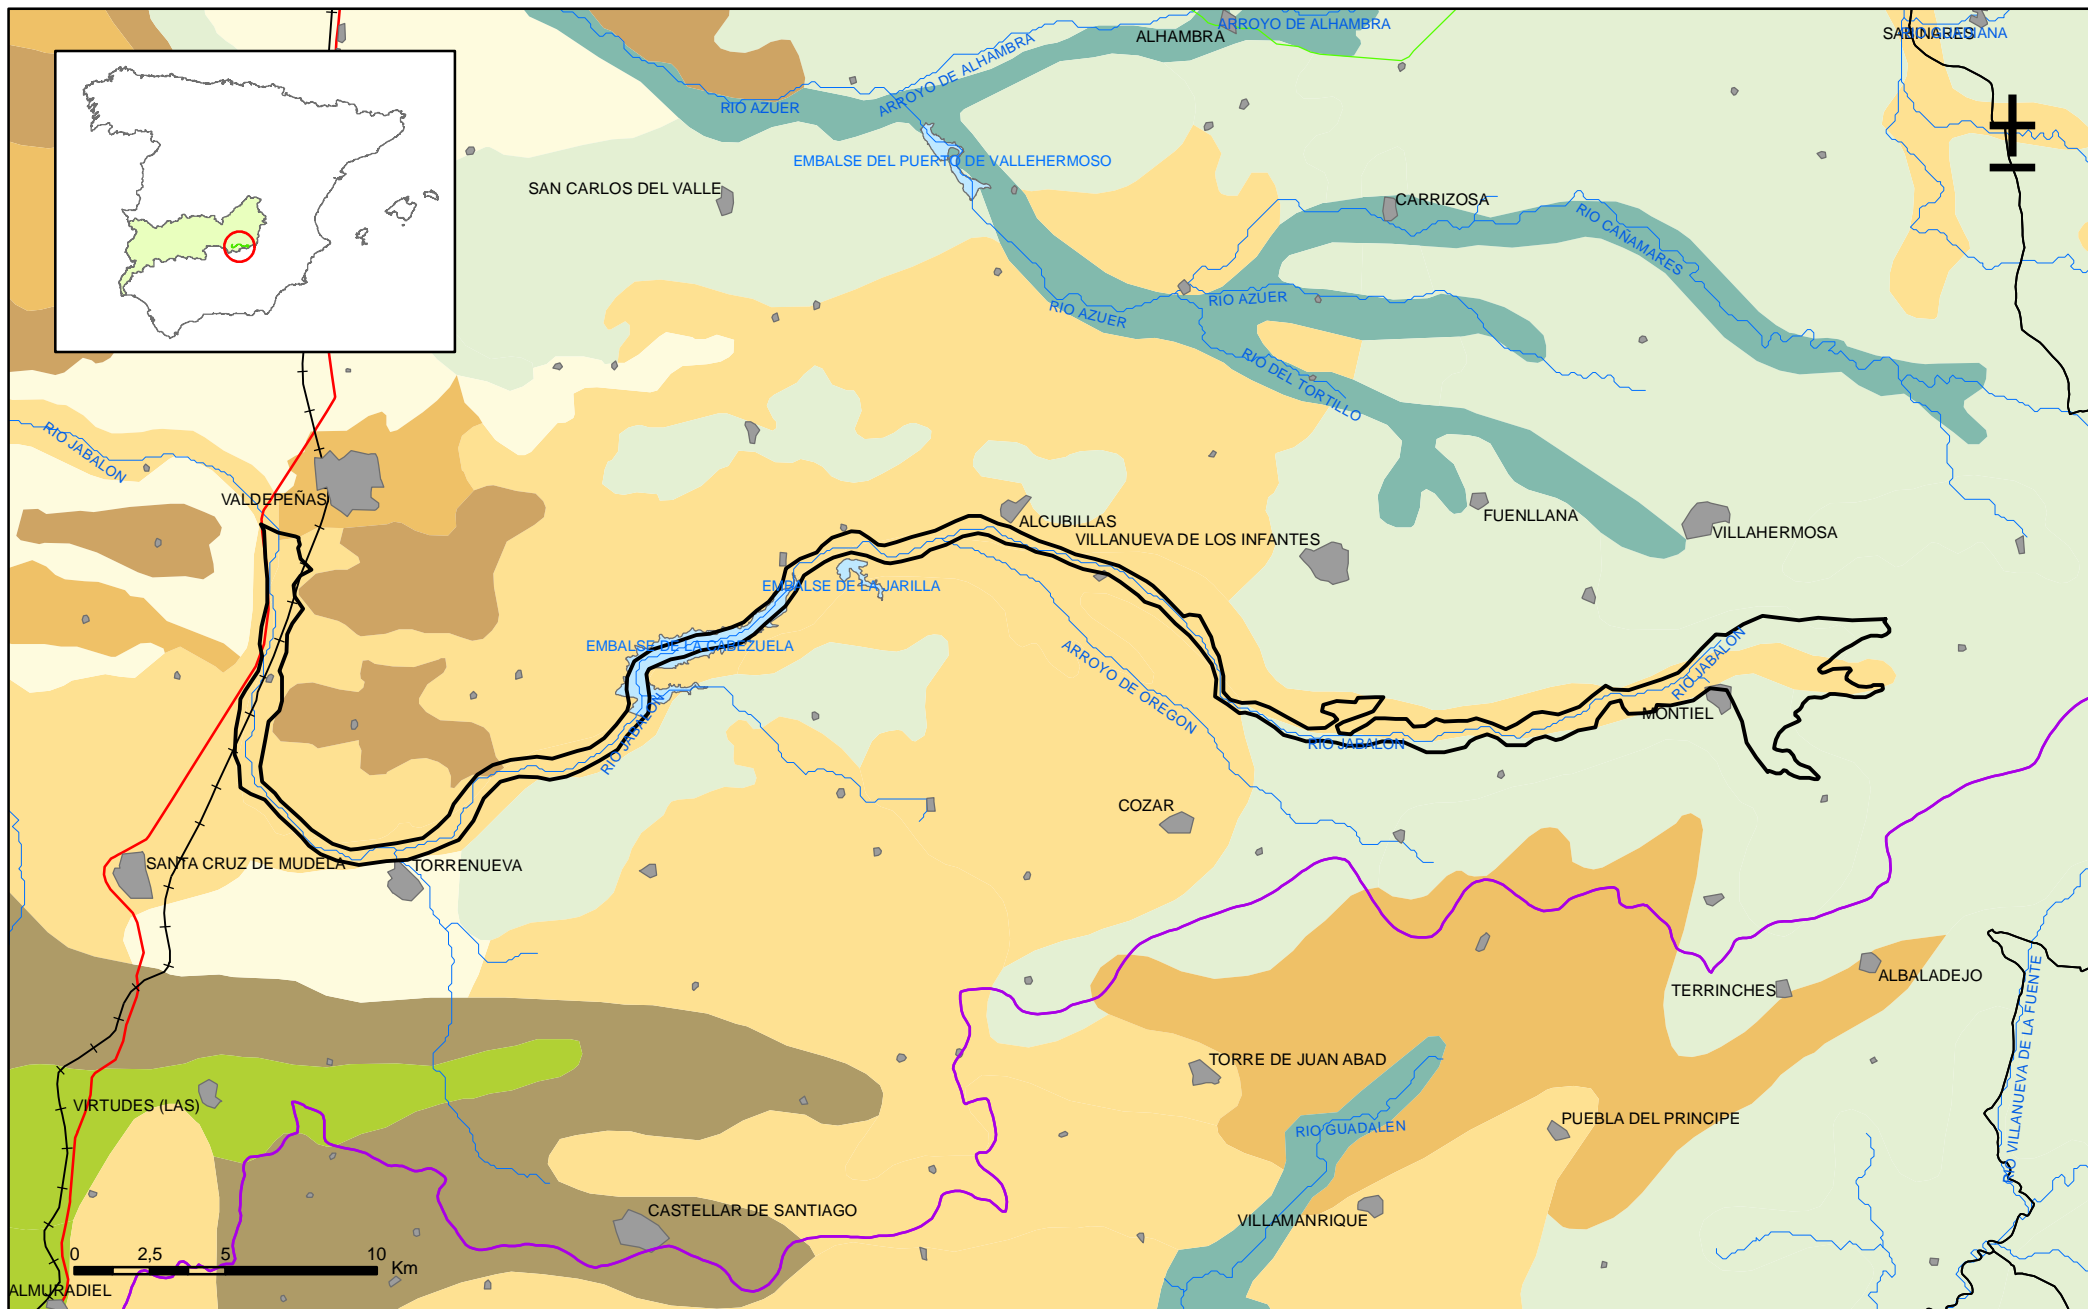 ARROYO DE ALHAMBRA
ALHAMBRA
SABINARES
ARROYO DE ALHAMBRA
RIO AZUER
EMBALSE DEL PUERTO DE VALLEHERMOSO
SAN CARLOS DEL VALLE
CARRIZOSA
RIO CAÑAMARES
RIO AZUER
RIO AZUER
RIO DEL TORTILLO
RIO JABALON
VALDEPEÑAS
ALCUBILLAS
FUENLLANA
VILLANUEVA DE LOS INFANTES
VILLAHERMOSA
EMBALSE DE LA JARILLA
EMBALSE DE LA CABEZUELA
ARROYO DE OREGON
RIO JABALON
RIO JABALON
MONTIEL
RIO JABALON
COZAR
SANTA CRUZ DE MUDELA
TORRENUEVA
ALBALADEJO
TERRINCHES
RIO VILLANUEVA DE LA FUENTE
TORRE DE JUAN ABAD
VIRTUDES (LAS)
PUEBLA DEL PRINCIPE
RIO GUADALEN
CASTELLAR DE SANTIAGO
VILLAMANRIQUE
0 2,5 5 10
Km
ALMURADIEL